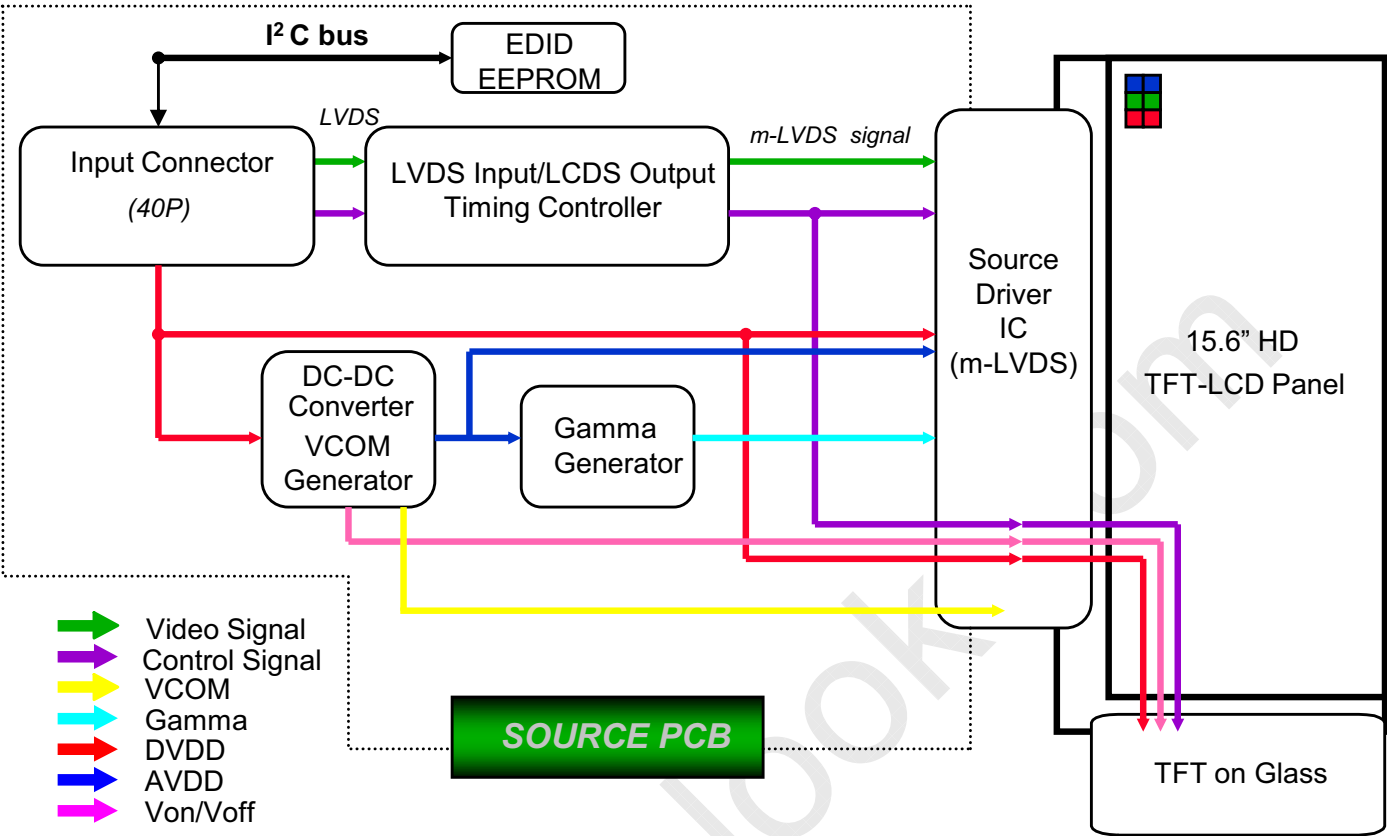 I² C bus
EDID
EEPROM
LVDS
m-LVDS signal
Input Connector
(40P)
LVDS Input/LCDS Output
Timing Controller
Source
Driver
IC
(m-LVDS)
15.6” HD
TFT-LCD Panel
DC-DC
Converter
VCOM
Generator
Gamma
Generator
Video Signal
Control Signal
VCOM
Gamma
DVDD
AVDD
Von/Voff
SOURCE PCB
TFT on Glass